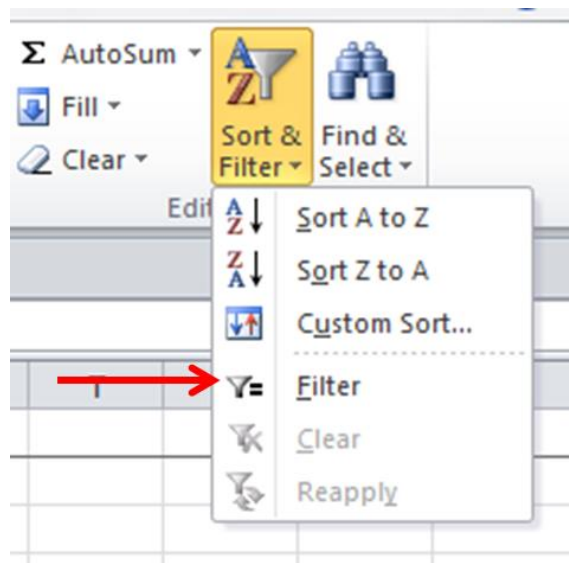 Σ AutoSum
Fill
Clear
A
Z
Sort &
Filter
Find &
Select
Edit
A
Z
Sort A to Z
Z
A
Sort Z to A
Custom Sort...
Filter
Clear
Reapply
T